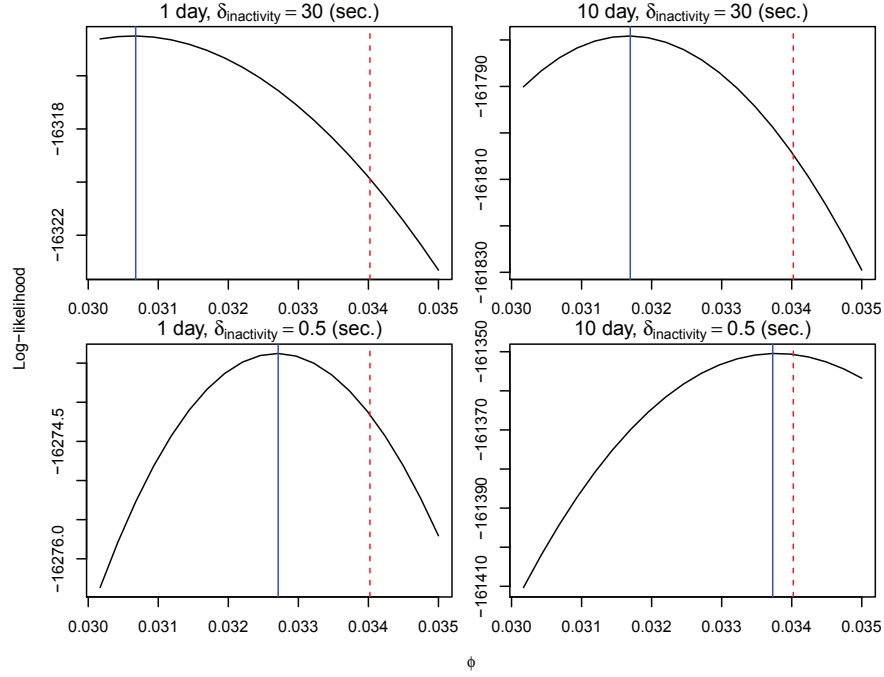 1 day, δinactivity = 30 (sec.)
10 day, δinactivity = 30 (sec.)
−16318
−16322
−161790
−161810
−161830
0.030 0.031 0.032 0.033 0.034 0.035
0.030 0.031 0.032 0.033 0.034 0.035
Log−likelihood
1 day, δinactivity = 0.5 (sec.)
10 day, δinactivity = 0.5 (sec.)
−16274.5
−16276.0
−161350
−161370
−161390
−161410
0.030 0.031 0.032 0.033 0.034 0.035
0.030 0.031 0.032 0.033 0.034 0.035
ϕ